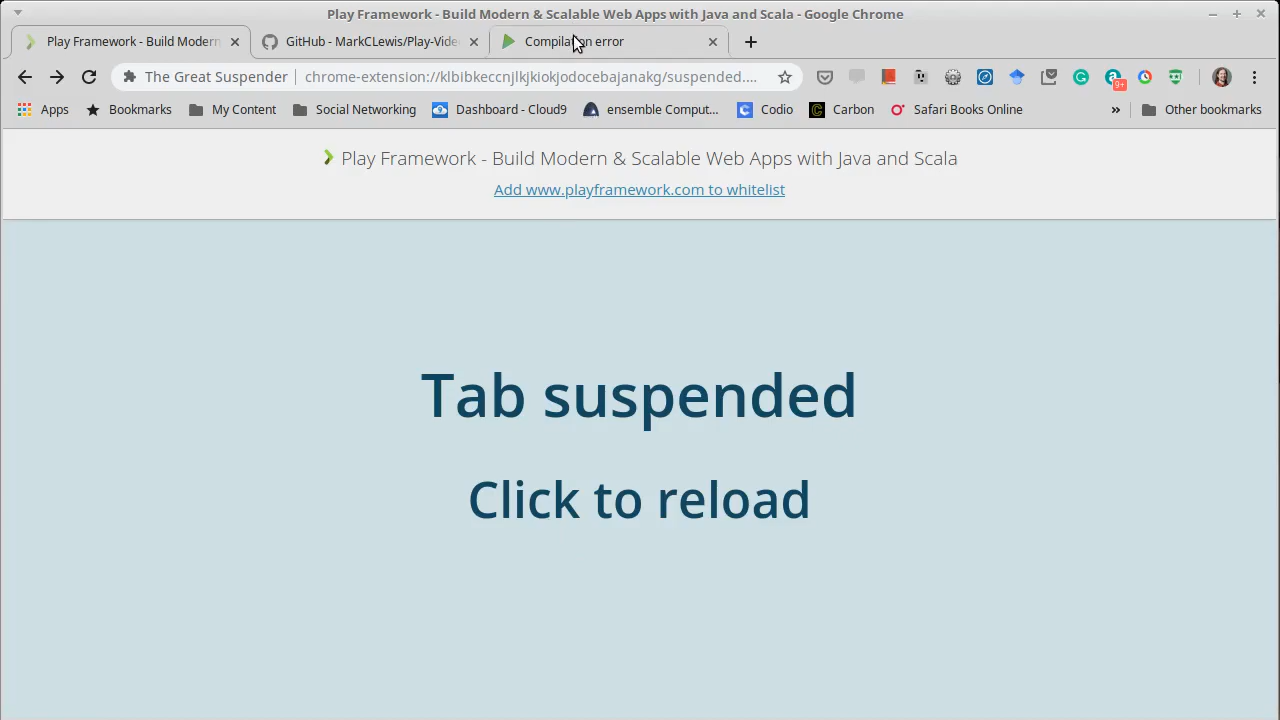 Play Framework - Build Modern & Scalable Web Apps with Java and Scala - Google Chrome
Play Framework - Build Modern
GitHub - MarkCLewis/Play-Vide
Compilation error
The Great Suspender
chrome-extension://klbibkeccnjlkjkiokjodocebajanakg/suspended....
9+
Apps
Bookmarks
My Content
Social Networking
Dashboard - Cloud9
ensemble Comput...
Codio
Carbon
Safari Books Online
»
Other bookmarks
Play Framework - Build Modern & Scalable Web Apps with Java and Scala
Add www.playframework.com to whitelist
Tab suspended
Click to reload